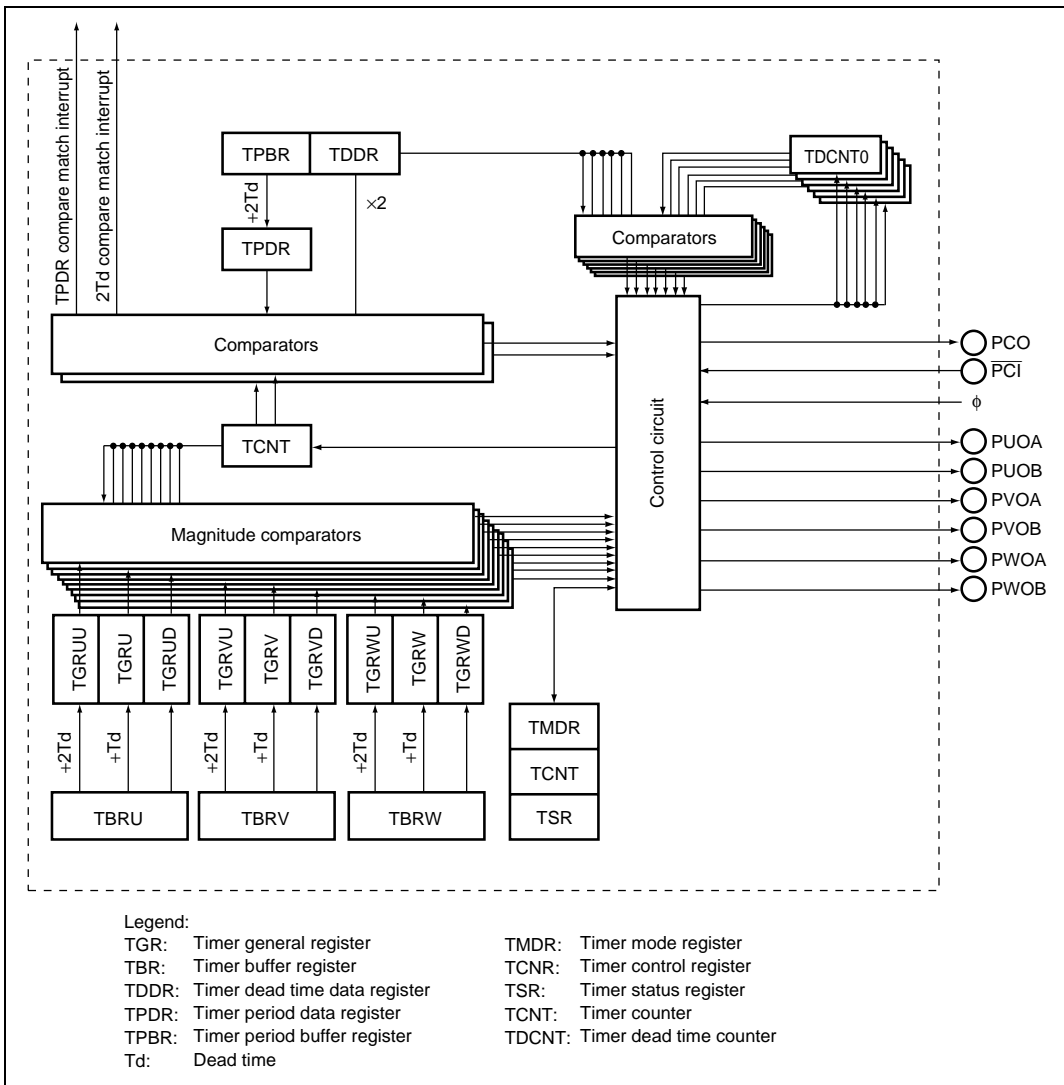 TPDR compare match interrupt
2Td compare match interrupt
TPBR
TDDR
TDCNT0
+2Td
×2
TPDR
Comparators
Comparators
Control circuit
PCO
PCI
ϕ
TCNT
PUOA
PUOB
PVOA
PVOB
PWOA
PWOB
Magnitude comparators
TGRUU
TGRU
TGRUD
TGRVU
TGRV
TGRVD
TGRWU
TGRW
TGRWD
+2Td
+Td
+2Td
+Td
+2Td
+Td
TMDR
TCNT
TSR
TBRU
TBRV
TBRW
Legend:
TGR: Timer general register
TBR: Timer buffer register
TDDR: Timer dead time data register
TPDR: Timer period data register
TPBR: Timer period buffer register
Td: Dead time
TMDR: Timer mode register
TCNR: Timer control register
TSR: Timer status register
TCNT: Timer counter
TDCNT: Timer dead time counter